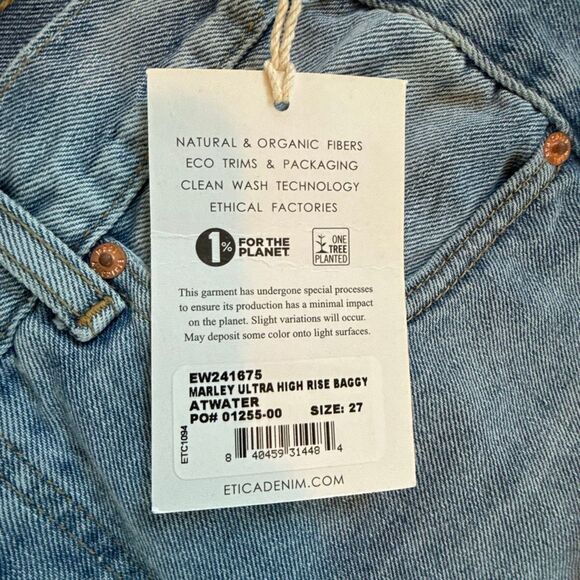 NATURAL & ORGANIC FIBERS
ECO TRIMS & PACKAGING
CLEAN WASH TECHNOLOGY
ETHICAL FACTORIES
1% FOR THE
PLANET
ONE
TREE
PLANTED
This garment has undergone special processes
to ensure its production has a minimal impact
on the planet. Slight variations will occur.
May deposit some color onto light surfaces.
EW241675
MARLEY ULTRA HIGH RISE BAGGY
ATWATER
PO# 01255-00 SIZE: 27
ETC1094
8 40459 31448 4
ETICADENIM.COM